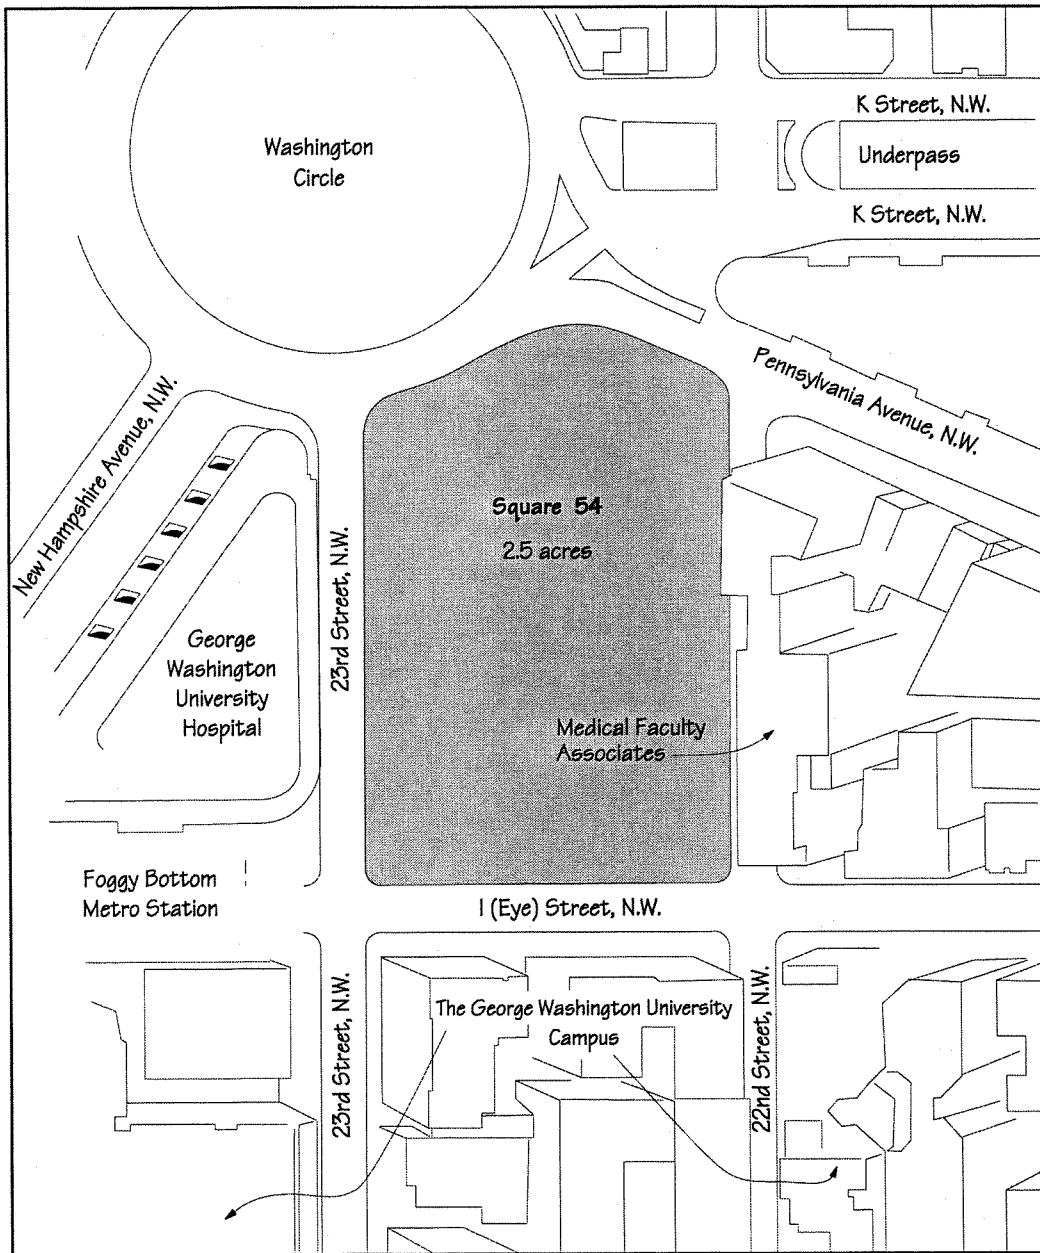 K Street, N.W.
Washington
Circle
Underpass
K Street, N.W.
Pennsylvania Avenue, N.W.
New Hampshire Avenue, N.W.
Square 54
2.5 acres
23rd Street, N.W.
George
Washington
University
Hospital
Medical Faculty
Associates
Foggy Bottom
Metro Station
I (Eye) Street, N.W.
23rd Street, N.W.
The George Washington University
Campus
22nd Street, N.W.